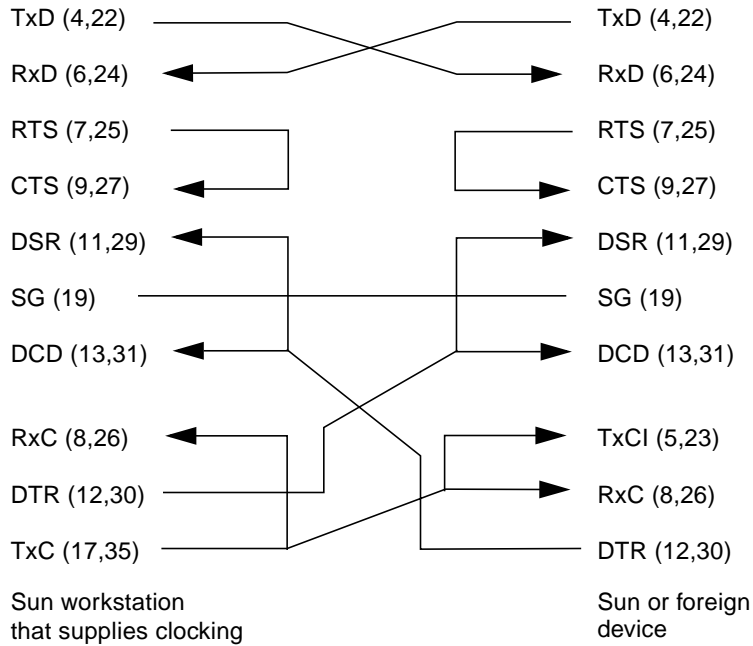 TxD (4,22) TxD (4,22)
RxD (6,24) RxD (6,24)
RTS (7,25) RTS (7,25)
CTS (9,27) CTS (9,27)
DSR (11,29) DSR (11,29)
SG (19) SG (19)
DCD (13,31) DCD (13,31)
RxC (8,26) TxCI (5,23)
DTR (12,30) RxC (8,26)
TxC (17,35) DTR (12,30)
Sun workstation
that supplies clocking
Sun or foreign
device